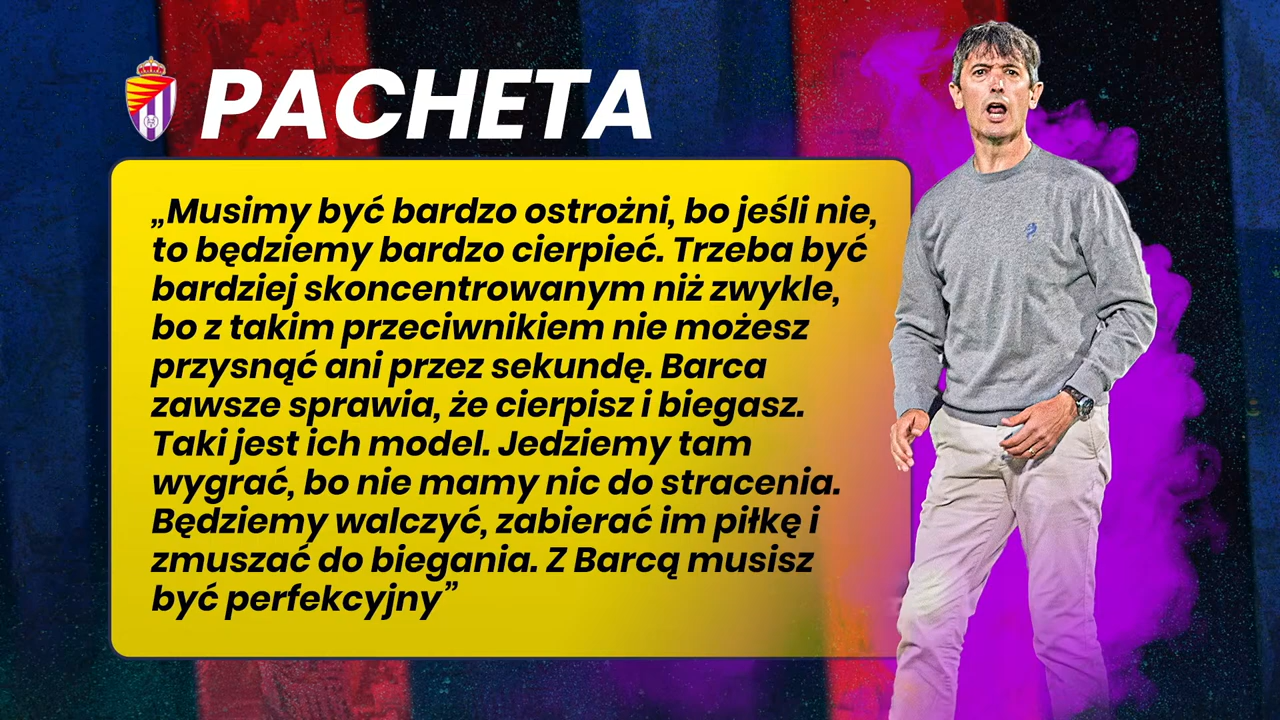 PACHETA
„Musimy być bardzo ostrożni, bo jeśli nie,
to będziemy bardzo cierpieć. Trzeba być
bardziej skoncentrowanym niż zwykle,
bo z takim przeciwnikiem nie możesz
przysnąć ani przez sekundę. Barca
zawsze sprawia, że cierpisz i biegasz.
Taki jest ich model. Jedziemy tam
wygrać, bo nie mamy nic do stracenia.
Będziemy walczyć, zabierać im piłkę i
zmuszać do biegania. Z Barcą musisz
być perfekcyjny”